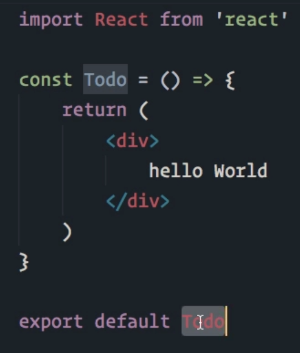 import React from 'react'
const Todo = () => {
return (
<div>
hello World
</div>
)
}
export default Todo